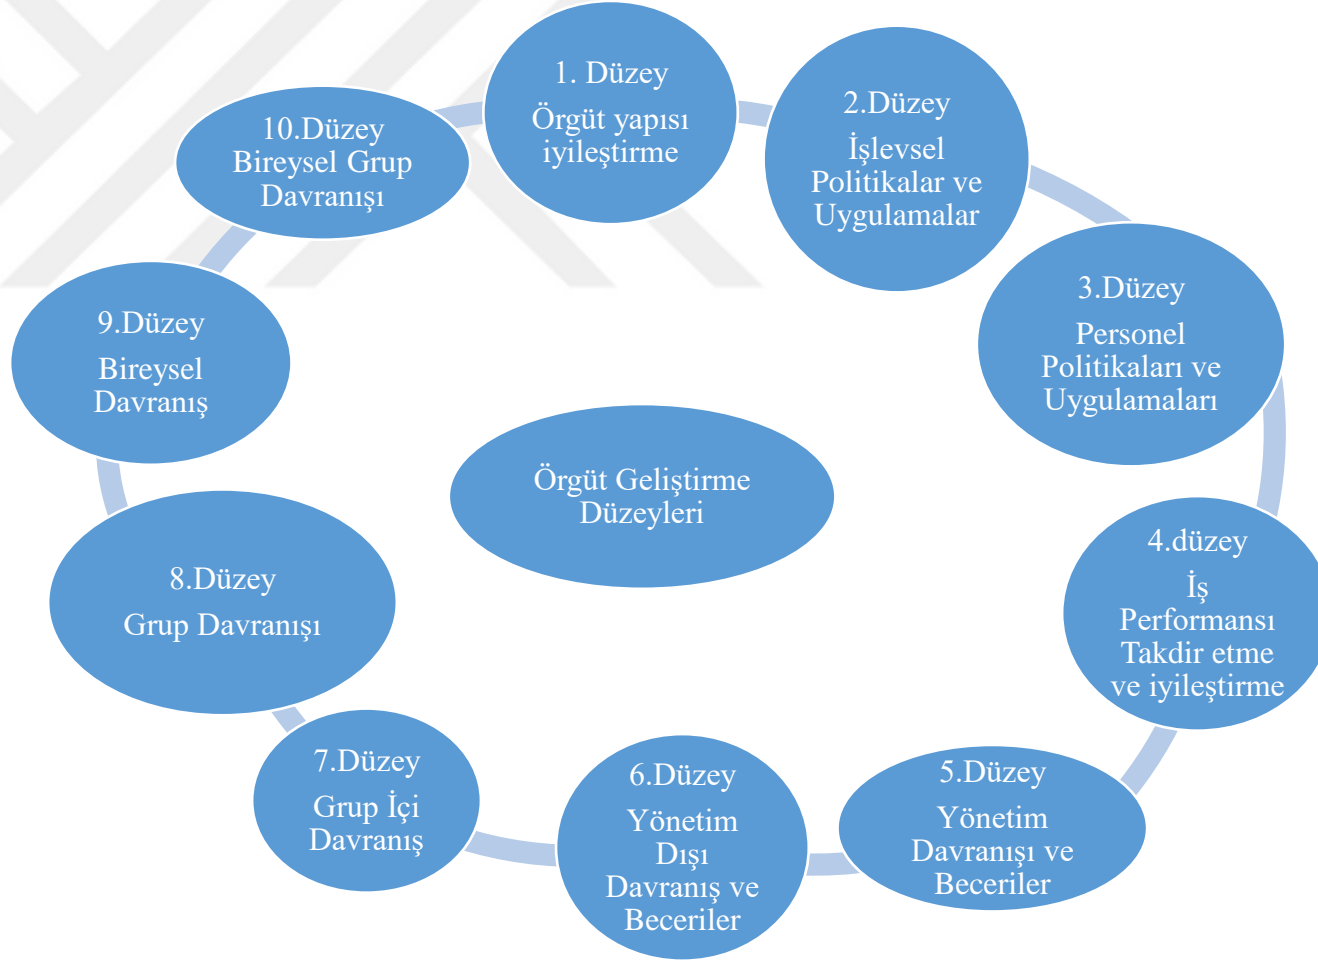 1. Düzey
Örgüt yapısı
iyileştirme
2.Düzey
İşlevsel
Politikalar ve
Uygulamalar
3.Düzey
Personel
Politikaları ve
Uygulamaları
4.düzey
İş
Performansı
Takdir etme
ve iyileştirme
5.Düzey
Yönetim
Davranışı ve
Beceriler
6.Düzey
Yönetim
Dışı
Davranış ve
Beceriler
7.Düzey
Grup İçi
Davranış
8.Düzey
Grup Davranışı
9.Düzey
Bireysel
Davranış
10.Düzey
Bireysel Grup
Davranışı
Örgüt Geliştirme
Düzeyleri